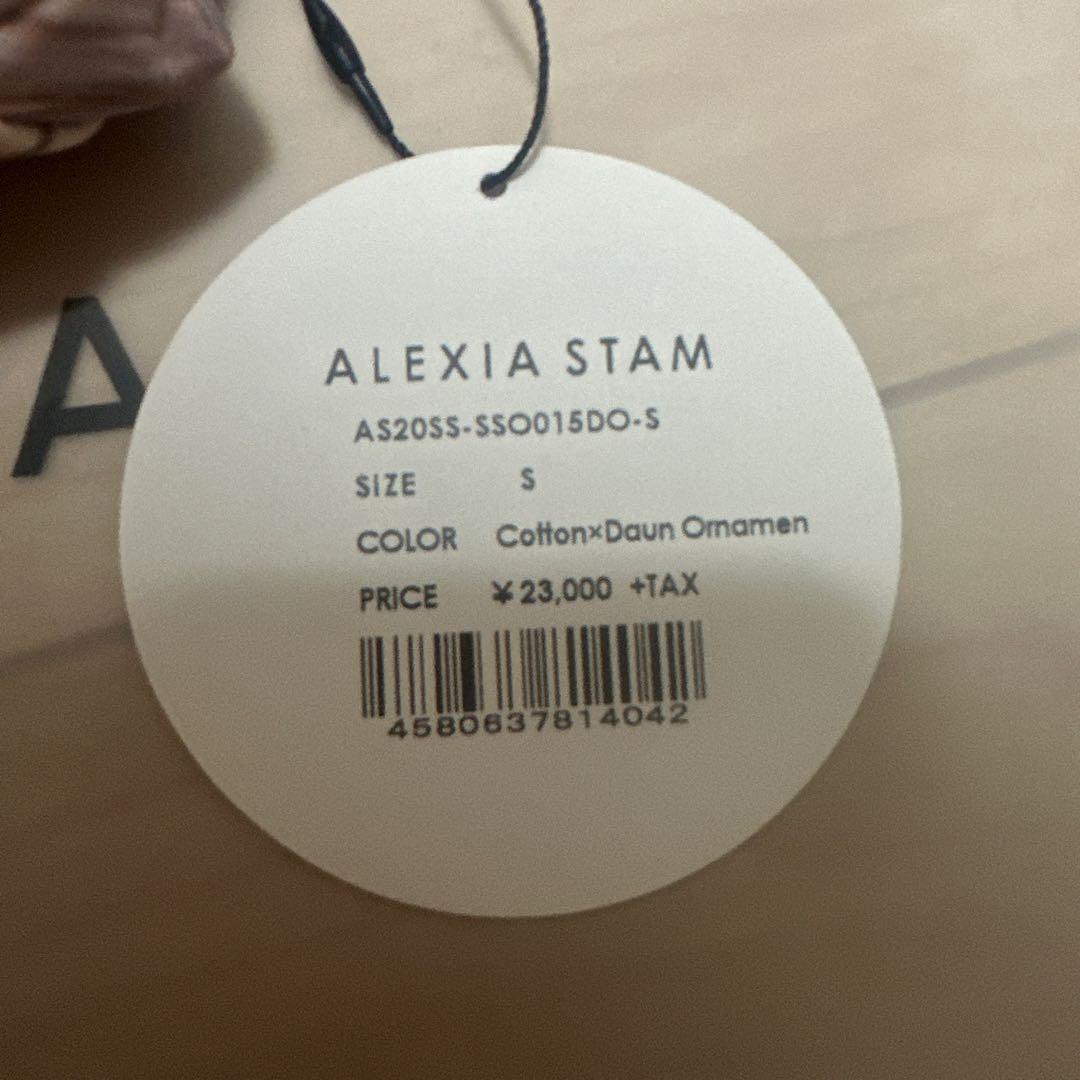 A
ALEXIA STAM
AS20SS-SSO015DO-S
SIZE S
COLOR Cotton×Daun Ornamen
PRICE ¥23,000 +TAX
4580637814042